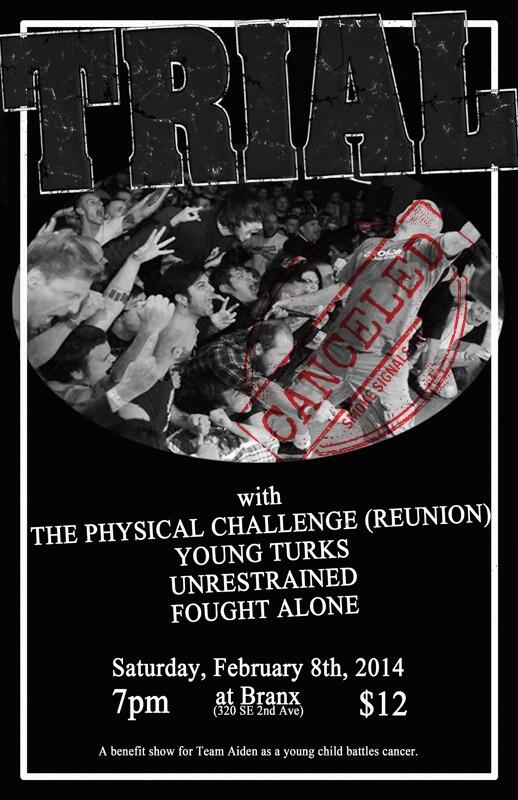 TRIAL
CANCELED
SMOKE SIGNALS
with
THE PHYSICAL CHALLENGE (REUNION)
YOUNG TURKS
UNRESTRAINED
FOUGHT ALONE
Saturday, February 8th, 2014
7pm at Branx $12
(320 SE 2nd Ave)
A benefit show for Team Aiden as a young child battles cancer.